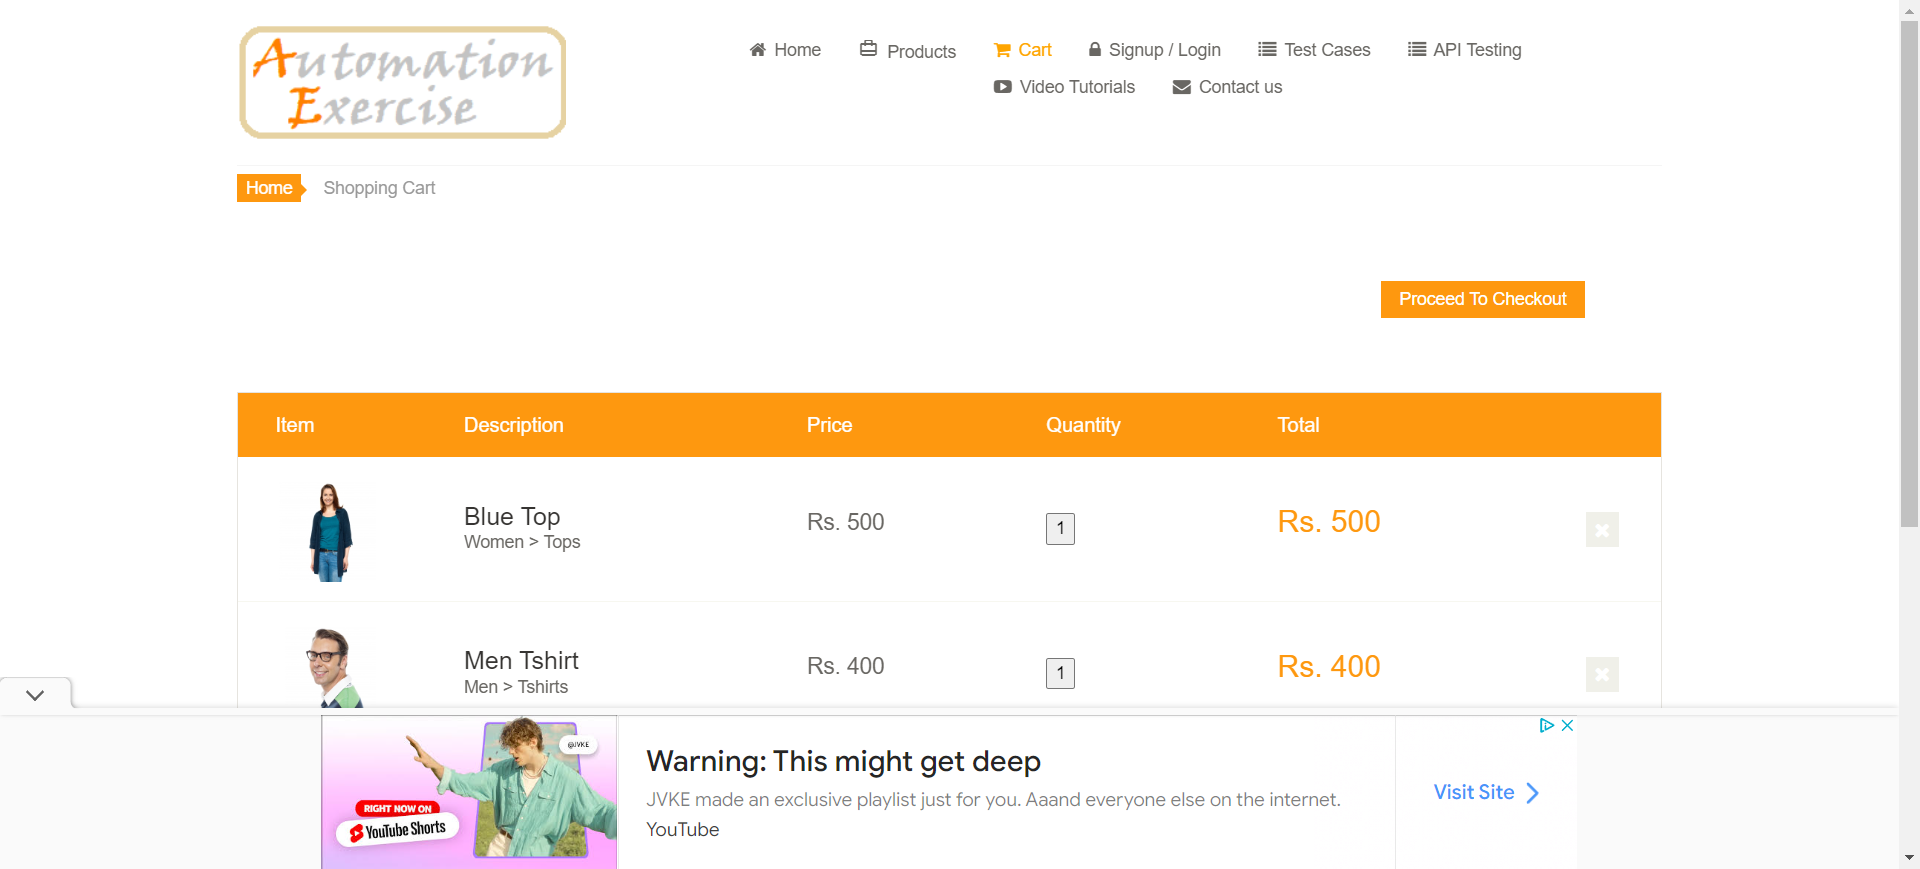 Automation
Exercise
Home
Products
Cart
Signup / Login
Test Cases
API Testing
Video Tutorials
Contact us
Home
Shopping Cart
Proceed To Checkout
Item Description Price Quantity Total
Blue Top
Women > Tops
Rs. 500
1
Rs. 500
Men Tshirt
Men > Tshirts
Rs. 400
1
Rs. 400
@JVKE
RIGHT NOW ON
YouTube Shorts
Warning: This might get deep
JVKE made an exclusive playlist just for you. Aaand everyone else on the internet.
YouTube
Visit Site